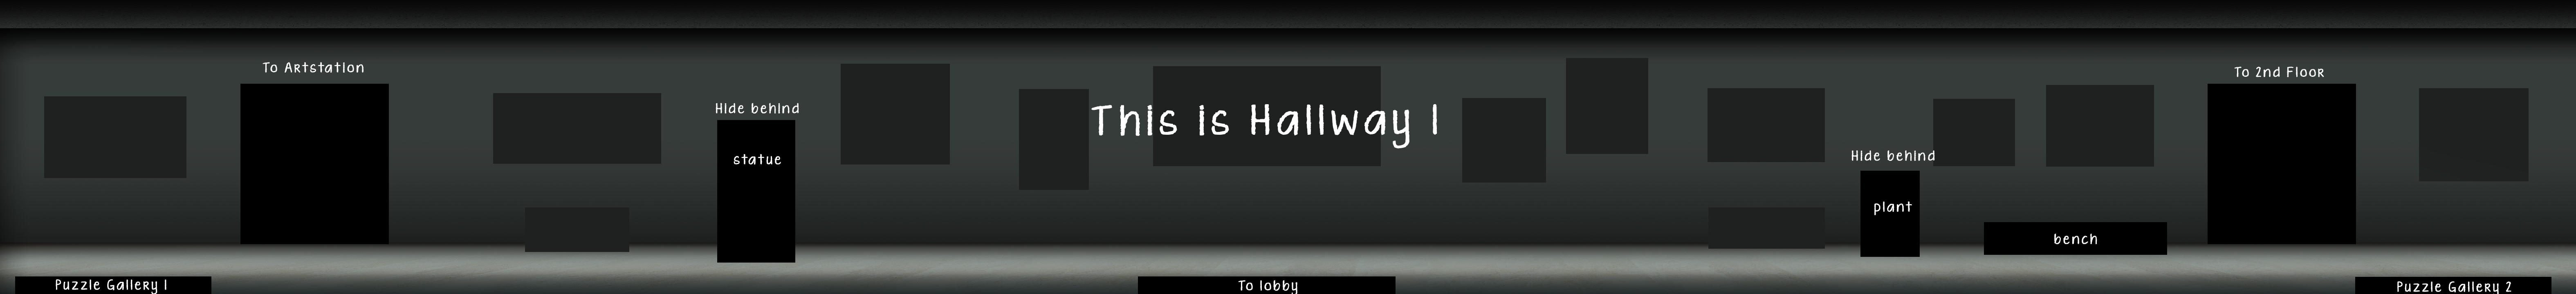 To Artstation
To 2nd Floor
Hide behind
This is Hallway 1
statue
Hide behind
plant
bench
Puzzle Gallery 1
To lobby
Puzzle Gallery 2